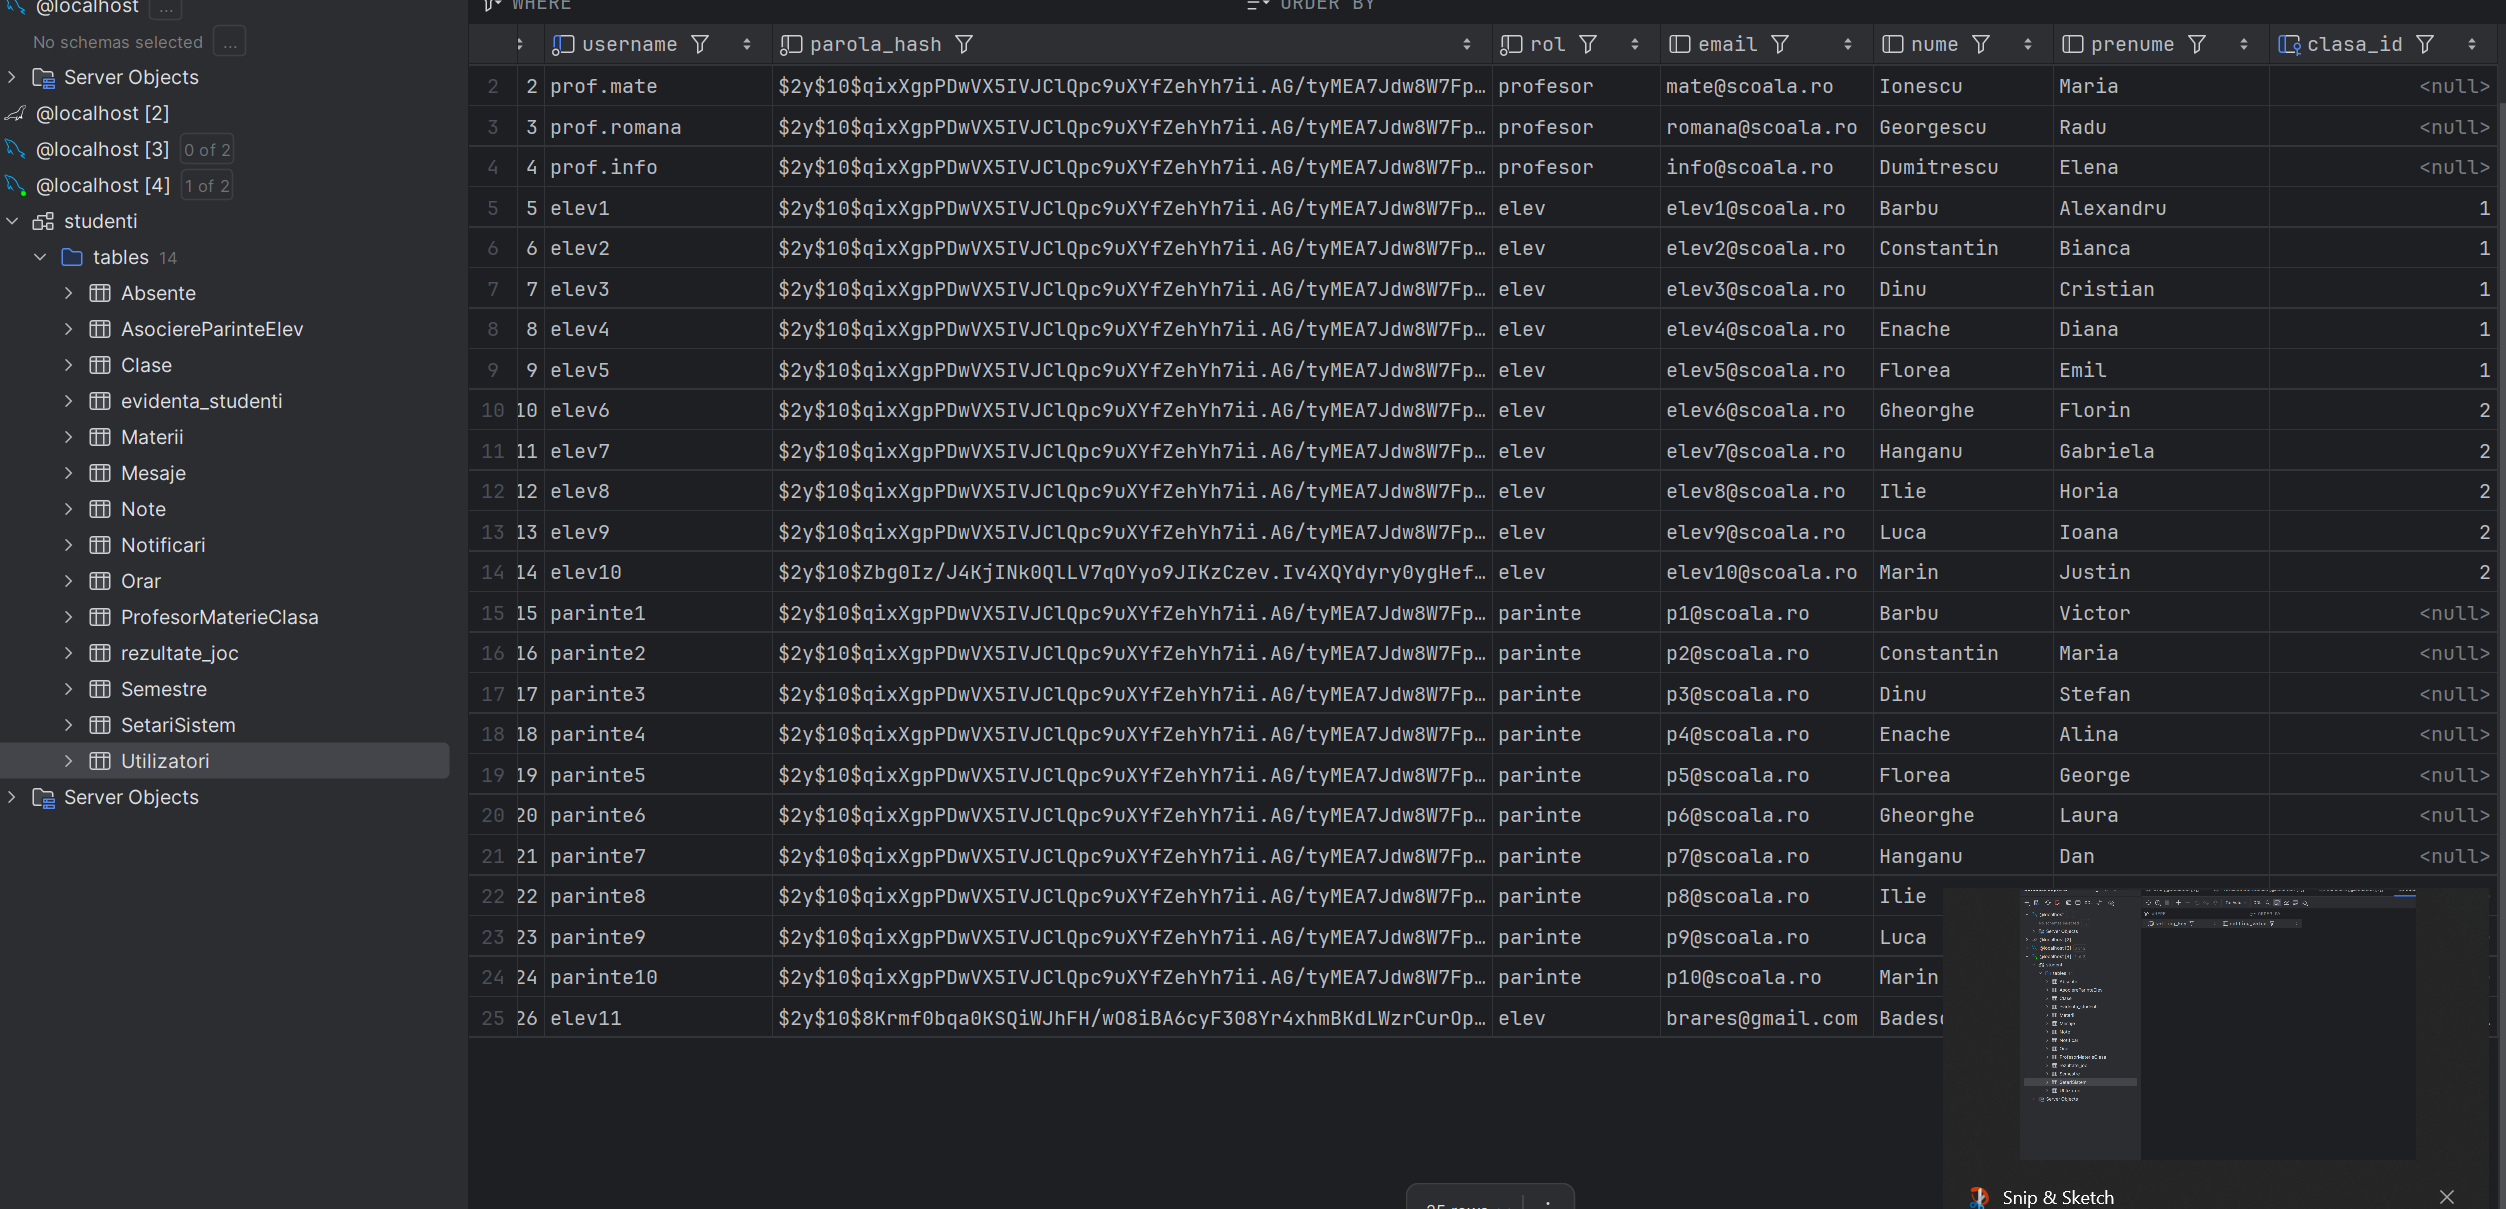 @localhost ...
WHERE ORDER BY
No schemas selected ...
username parola_hash rol email nume prenume clasa_id
Server Objects
@localhost [2]
@localhost [3] 0 of 2
@localhost [4] 1 of 2
studenti
tables 14
Absente
AsociereParinteElev
Clase
evidenta_studenti
Materii
Mesaje
Note
Notificari
Orar
ProfesorMaterieClasa
rezultate_joc
Semestre
SetariSistem
Utilizatori
Server Objects
2 2 prof.mate $2y$10$qixXgpPDwVX5IVJClQpc9uXYfZehYh7ii.AG/tyMEA7Jdw8W7Fp… profesor mate@scoala.ro Ionescu Maria <null>
3 3 prof.romana $2y$10$qixXgpPDwVX5IVJClQpc9uXYfZehYh7ii.AG/tyMEA7Jdw8W7Fp… profesor romana@scoala.ro Georgescu Radu <null>
4 4 prof.info $2y$10$qixXgpPDwVX5IVJClQpc9uXYfZehYh7ii.AG/tyMEA7Jdw8W7Fp… profesor info@scoala.ro Dumitrescu Elena <null>
5 5 elev1 $2y$10$qixXgpPDwVX5IVJClQpc9uXYfZehYh7ii.AG/tyMEA7Jdw8W7Fp… elev elev1@scoala.ro Barbu Alexandru 1
6 6 elev2 $2y$10$qixXgpPDwVX5IVJClQpc9uXYfZehYh7ii.AG/tyMEA7Jdw8W7Fp… elev elev2@scoala.ro Constantin Bianca 1
7 7 elev3 $2y$10$qixXgpPDwVX5IVJClQpc9uXYfZehYh7ii.AG/tyMEA7Jdw8W7Fp… elev elev3@scoala.ro Dinu Cristian 1
8 8 elev4 $2y$10$qixXgpPDwVX5IVJClQpc9uXYfZehYh7ii.AG/tyMEA7Jdw8W7Fp… elev elev4@scoala.ro Enache Diana 1
9 9 elev5 $2y$10$qixXgpPDwVX5IVJClQpc9uXYfZehYh7ii.AG/tyMEA7Jdw8W7Fp… elev elev5@scoala.ro Florea Emil 1
10 10 elev6 $2y$10$qixXgpPDwVX5IVJClQpc9uXYfZehYh7ii.AG/tyMEA7Jdw8W7Fp… elev elev6@scoala.ro Gheorghe Florin 2
11 11 elev7 $2y$10$qixXgpPDwVX5IVJClQpc9uXYfZehYh7ii.AG/tyMEA7Jdw8W7Fp… elev elev7@scoala.ro Hanganu Gabriela 2
12 12 elev8 $2y$10$qixXgpPDwVX5IVJClQpc9uXYfZehYh7ii.AG/tyMEA7Jdw8W7Fp… elev elev8@scoala.ro Ilie Horia 2
13 13 elev9 $2y$10$qixXgpPDwVX5IVJClQpc9uXYfZehYh7ii.AG/tyMEA7Jdw8W7Fp… elev elev9@scoala.ro Luca Ioana 2
14 14 elev10 $2y$10$Zbg0Iz/J4KjINk0QlLV7qOYyo9JIKzCzev.Iv4XQYdyry0ygHef… elev elev10@scoala.ro Marin Justin 2
15 15 parinte1 $2y$10$qixXgpPDwVX5IVJClQpc9uXYfZehYh7ii.AG/tyMEA7Jdw8W7Fp… parinte p1@scoala.ro Barbu Victor <null>
16 16 parinte2 $2y$10$qixXgpPDwVX5IVJClQpc9uXYfZehYh7ii.AG/tyMEA7Jdw8W7Fp… parinte p2@scoala.ro Constantin Maria <null>
17 17 parinte3 $2y$10$qixXgpPDwVX5IVJClQpc9uXYfZehYh7ii.AG/tyMEA7Jdw8W7Fp… parinte p3@scoala.ro Dinu Stefan <null>
18 18 parinte4 $2y$10$qixXgpPDwVX5IVJClQpc9uXYfZehYh7ii.AG/tyMEA7Jdw8W7Fp… parinte p4@scoala.ro Enache Alina <null>
19 19 parinte5 $2y$10$qixXgpPDwVX5IVJClQpc9uXYfZehYh7ii.AG/tyMEA7Jdw8W7Fp… parinte p5@scoala.ro Florea George <null>
20 20 parinte6 $2y$10$qixXgpPDwVX5IVJClQpc9uXYfZehYh7ii.AG/tyMEA7Jdw8W7Fp… parinte p6@scoala.ro Gheorghe Laura <null>
21 21 parinte7 $2y$10$qixXgpPDwVX5IVJClQpc9uXYfZehYh7ii.AG/tyMEA7Jdw8W7Fp… parinte p7@scoala.ro Hanganu Dan <null>
22 22 parinte8 $2y$10$qixXgpPDwVX5IVJClQpc9uXYfZehYh7ii.AG/tyMEA7Jdw8W7Fp… parinte p8@scoala.ro Ilie
23 23 parinte9 $2y$10$qixXgpPDwVX5IVJClQpc9uXYfZehYh7ii.AG/tyMEA7Jdw8W7Fp… parinte p9@scoala.ro Luca
24 24 parinte10 $2y$10$qixXgpPDwVX5IVJClQpc9uXYfZehYh7ii.AG/tyMEA7Jdw8W7Fp… parinte p10@scoala.ro Marin
25 26 elev11 $2y$10$8Krmf0bqa0KSQiWJhFH/wO8iBA6cyF308Yr4xhmBKdLWzrCurOp… elev brares@gmail.com Badesc
25 rows
Snip & Sketch